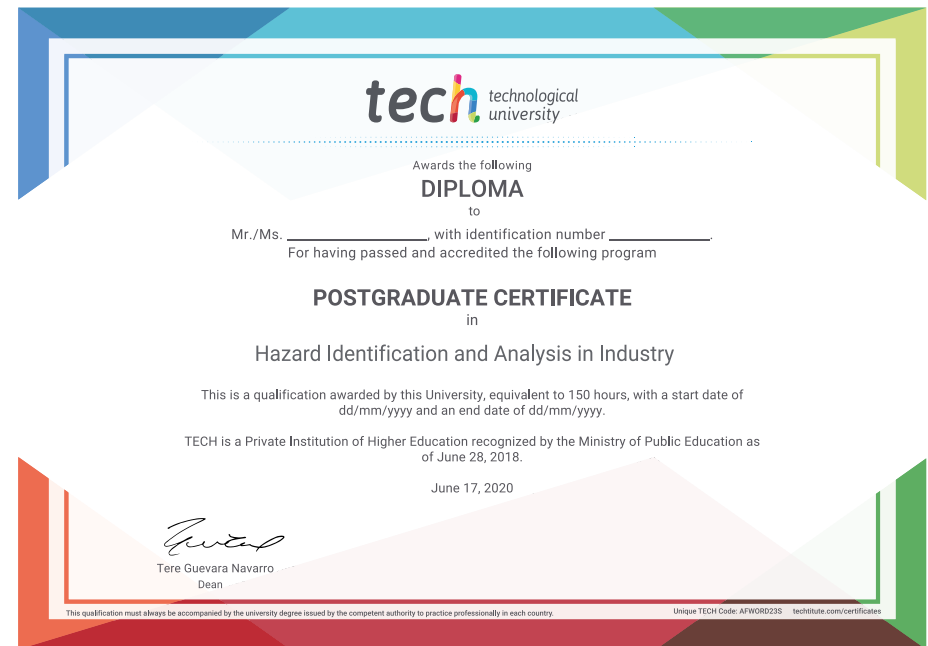 tech technological
university
Awards the following
DIPLOMA
to
Mr./Ms. ____________________, with identification number ______________.
For having passed and accredited the following program
POSTGRADUATE CERTIFICATE
in
Hazard Identification and Analysis in Industry
This is a qualification awarded by this University, equivalent to 150 hours, with a start date of
dd/mm/yyyy and an end date of dd/mm/yyyy.
TECH is a Private Institution of Higher Education recognized by the Ministry of Public Education as
of June 28, 2018.
June 17, 2020
Tere Guevara Navarro
Dean
This qualification must always be accompanied by the university degree issued by the competent authority to practice professionally in each country.
Unique TECH Code: AFWORD23S techtitute.com/certificates